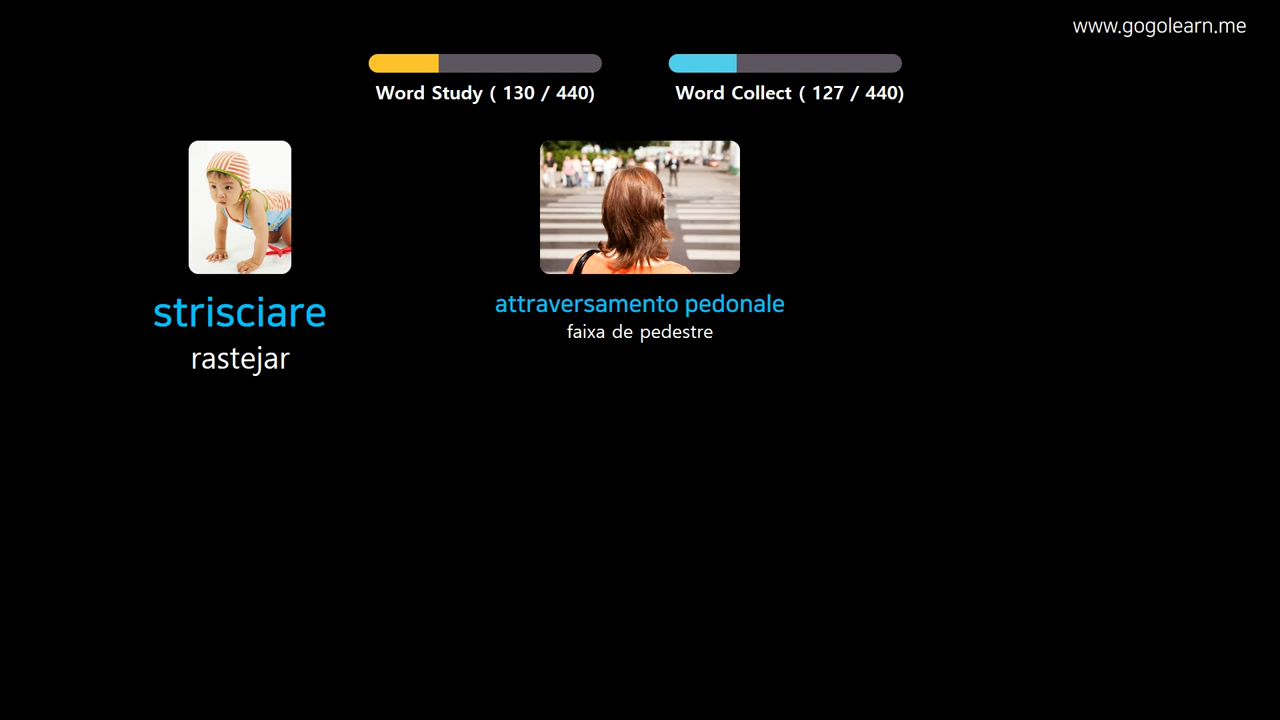 www.gogolearn.me
Word Study ( 130 / 440)
Word Collect ( 127 / 440)
strisciare
rastejar
attraversamento pedonale
faixa de pedestre